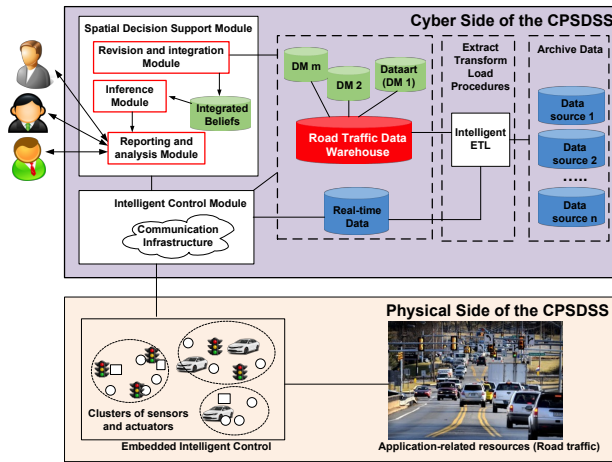 Cyber Side of the CPSDSS
Spatial Decision Support Module
Revision and integration Module
Inference Module
Integrated Beliefs
Reporting and analysis Module
DM m
DM 2
Dataart (DM 1)
Road Traffic Data Warehouse
Extract Transform Load Procedures
Intelligent ETL
Archive Data
Data source 1
Data source 2
.....
Data source n
Intelligent Control Module
Communication Infrastructure
Real-time Data
Physical Side of the CPSDSS
Clusters of sensors and actuators
Embedded Intelligent Control
Application-related resources (Road traffic)